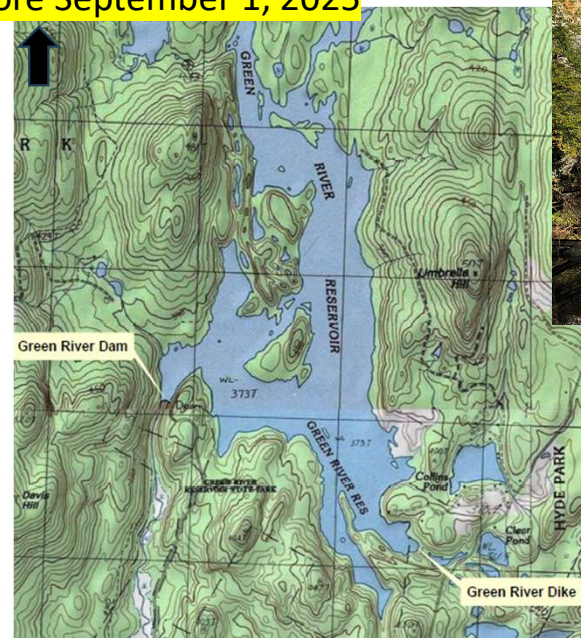 ore September 1, 2025
GREEN
RIVER
RESERVOIR
R K
Umbrella
Hill
Green River Dam
WL-
3737
Dam
GREEN RIVER RES
GREEN RIVER
RESERVOIR STATE PARK
Collins
Pond
Davis
Hill
Clear
Pond
HYDE PARK
Green River Dike